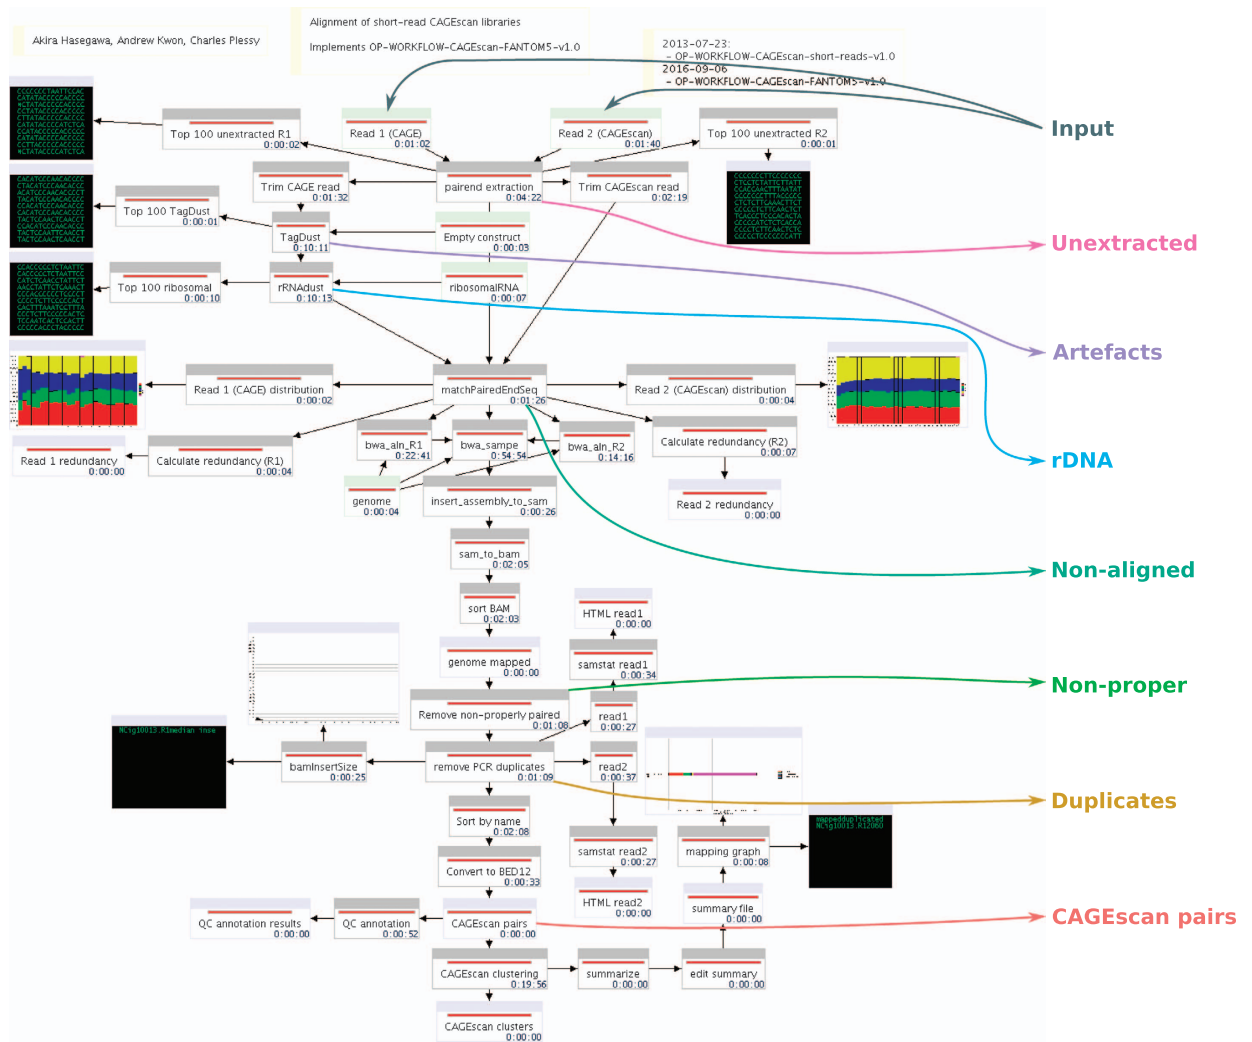 Akira Hasegawa, Andrew Kwon, Charles Plessy
Alignment of short-read CAGEscan libraries
Implements OP-WORKFLOW-CAGEscan-FANTOM5-v1.0
2013-07-23:
- OP-WORKFLOW-CAGEscan-short-reads-v1.0
2016-09-06
- OP-WORKFLOW-CAGEscan-FANTOM5-v1.0
Input
Top 100 unextracted R1
0:00:02
Read 1 (CAGE)
0:01:02
Read 2 (CAGEscan)
0:01:40
Top 100 unextracted R2
0:00:01
Trim CAGE read
0:01:32
pairend extraction
0:04:22
Trim CAGEscan read
0:02:19
Unextracted
Top 100 TagDust
0:00:01
TagDust
0:10:11
Empty construct
0:00:03
Top 100 ribosomal
0:00:10
rRNAdust
0:10:13
ribosomalRNA
0:00:07
Artefacts
Read 1 (CAGE) distribution
0:00:02
matchPairedEndSeq
0:01:26
Read 2 (CAGEscan) distribution
0:00:04
Read 1 redundancy
0:00:00
Calculate redundancy (R1)
0:00:04
bwa_aln_R1
0:22:41
bwa_sampe
0:54:54
bwa_aln_R2
0:14:16
Calculate redundancy (R2)
0:00:07
rDNA
genome
0:00:04
insert_assembly_to_sam
0:00:26
Read 2 redundancy
0:00:00
sam_to_bam
0:02:05
Non-aligned
sort BAM
0:02:03
HTML read1
0:00:00
genome mapped
0:00:00
samstat read1
0:00:34
Non-proper
Remove non-properly paired
0:01:08
read1
0:00:27
NCig10013.R1median inse
bamInsertSize
0:00:25
remove PCR duplicates
0:01:09
read2
0:00:37
Duplicates
Sort by name
0:02:08
samstat read2
0:00:27
mapping graph
0:00:08
mappedduplicated
NCig10013.R12060
Convert to BED12
0:00:33
HTML read2
0:00:00
summary file
0:00:00
QC annotation results
0:00:00
QC annotation
0:00:52
CAGEscan pairs
0:00:00
CAGEscan pairs
CAGEscan clustering
0:19:56
summarize
0:00:00
edit summary
0:00:00
CAGEscan clusters
0:00:00